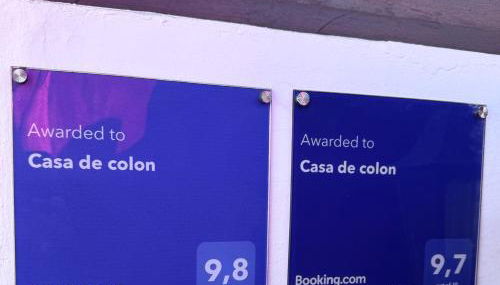 Awarded to
Casa de colon
9,8
Awarded to
Casa de colon
Booking.com
9,7